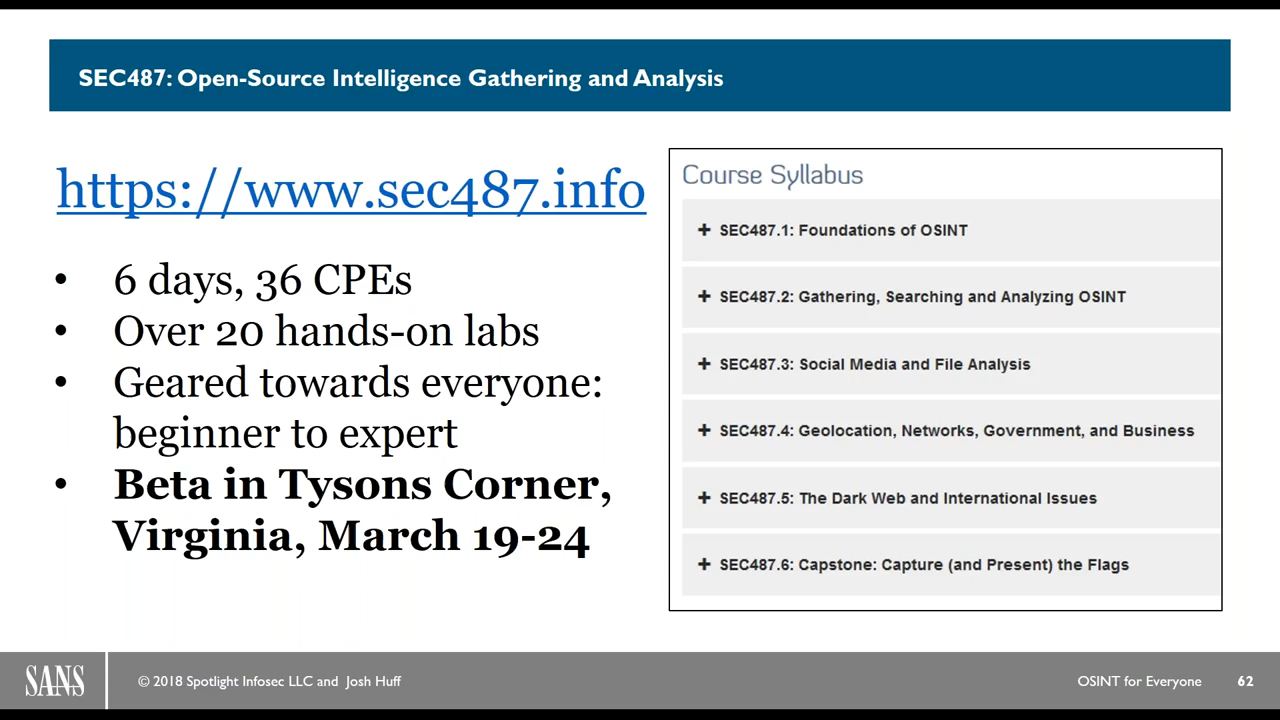 SEC487: Open-Source Intelligence Gathering and Analysis
https://www.sec487.info
• 6 days, 36 CPEs
• Over 20 hands-on labs
• Geared towards everyone:
beginner to expert
• Beta in Tysons Corner,
Virginia, March 19-24
Course Syllabus
+ SEC487.1: Foundations of OSINT
+ SEC487.2: Gathering, Searching and Analyzing OSINT
+ SEC487.3: Social Media and File Analysis
+ SEC487.4: Geolocation, Networks, Government, and Business
+ SEC487.5: The Dark Web and International Issues
+ SEC487.6: Capstone: Capture (and Present) the Flags
SANS
© 2018 Spotlight Infosec LLC and Josh Huff
OSINT for Everyone
62